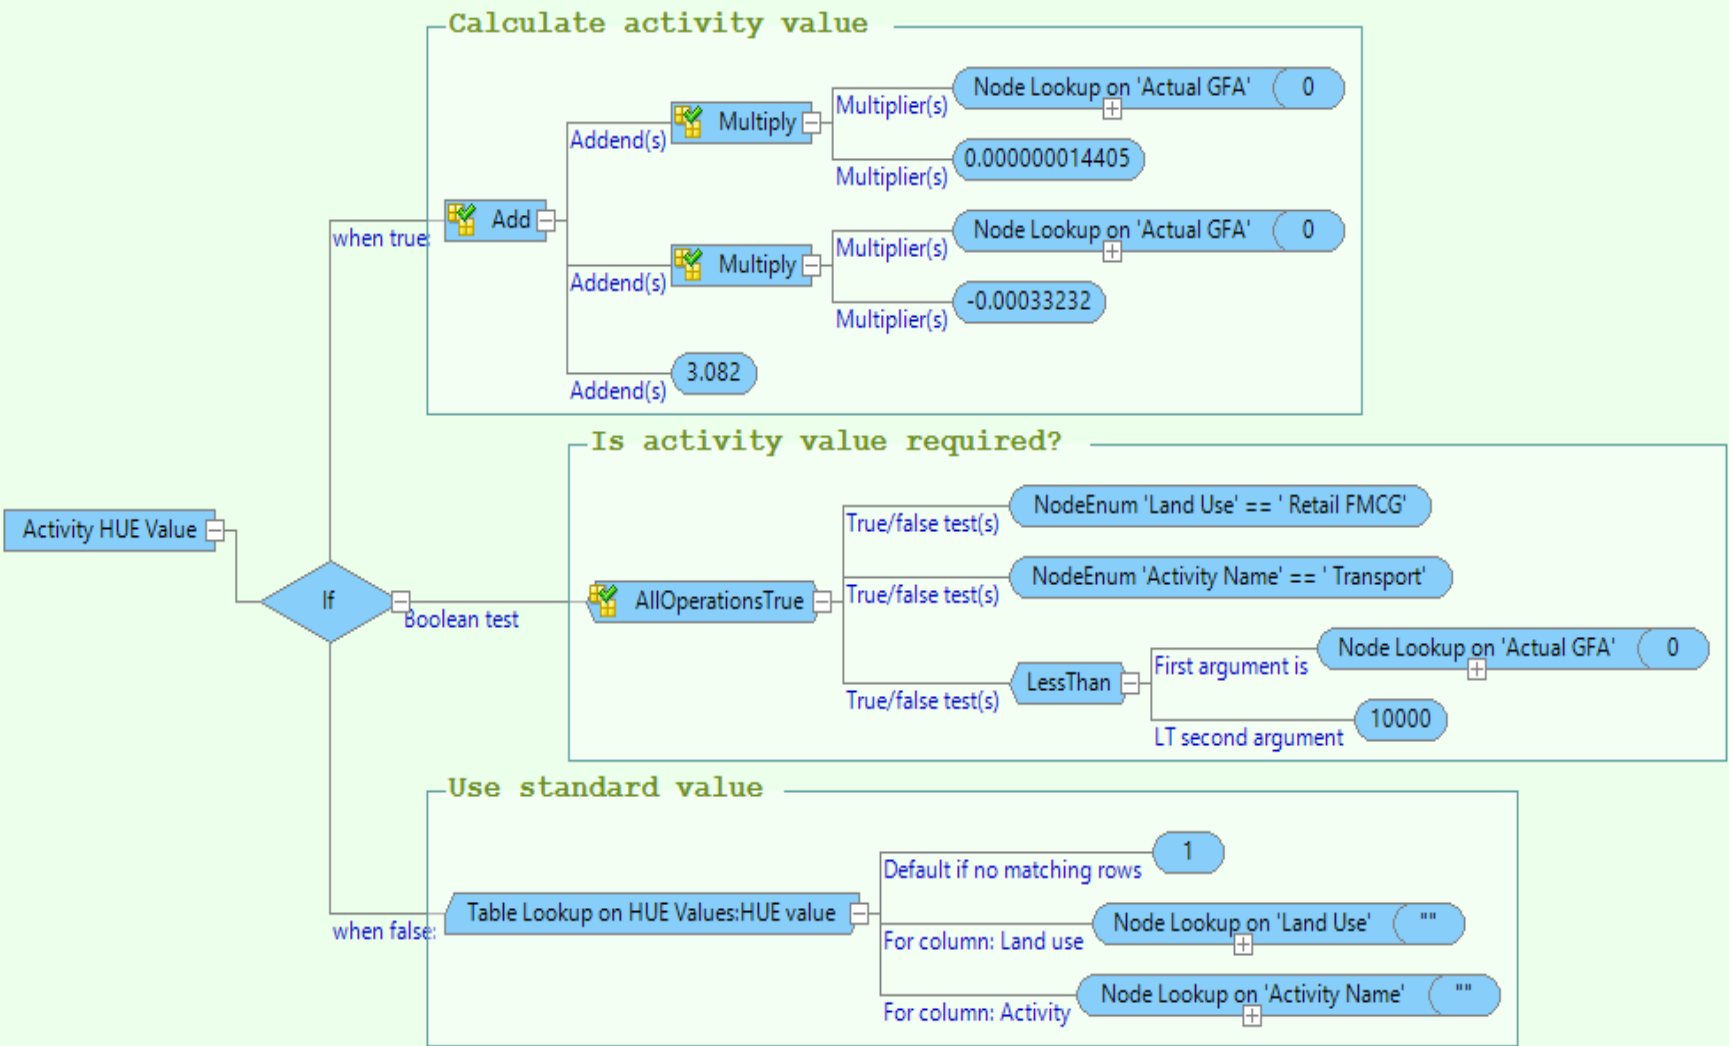 Calculate activity value
Node Lookup on 'Actual GFA' 0
Multiplier(s)
Multiply
Addend(s)
0.000000014405
Multiplier(s)
Add
when true:
Node Lookup on 'Actual GFA' 0
Multiplier(s)
Multiply
Addend(s)
-0.00033232
Multiplier(s)
3.082
Addend(s)
Is activity value required?
NodeEnum 'Land Use' == ' Retail FMCG'
True/false test(s)
Activity HUE Value
NodeEnum 'Activity Name' == ' Transport'
True/false test(s)
If
Boolean test
AllOperationsTrue
Node Lookup on 'Actual GFA' 0
First argument is
LessThan
True/false test(s)
10000
LT second argument
Use standard value
1
Default if no matching rows
Table Lookup on HUE Values:HUE value
when false:
Node Lookup on 'Land Use' ""
For column: Land use
Node Lookup on 'Activity Name' ""
For column: Activity